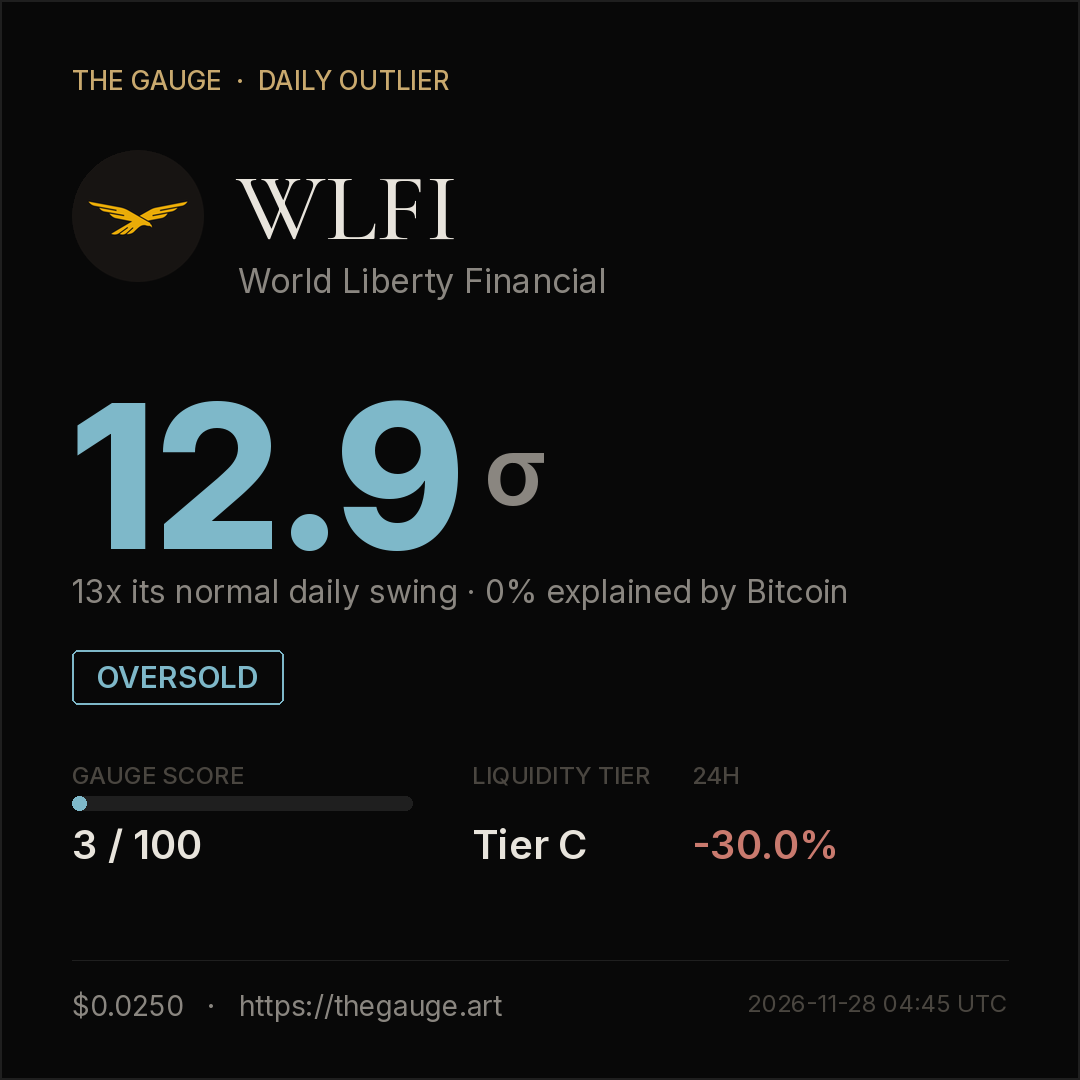 THE GAUGE · DAILY OUTLIER
WLFI
World Liberty Financial
12.9 σ
13x its normal daily swing · 0% explained by Bitcoin
OVERSOLD
GAUGE SCORE LIQUIDITY TIER 24H
3 / 100 Tier C -30.0%
$0.0250 · https://thegauge.art 2026-11-28 04:45 UTC